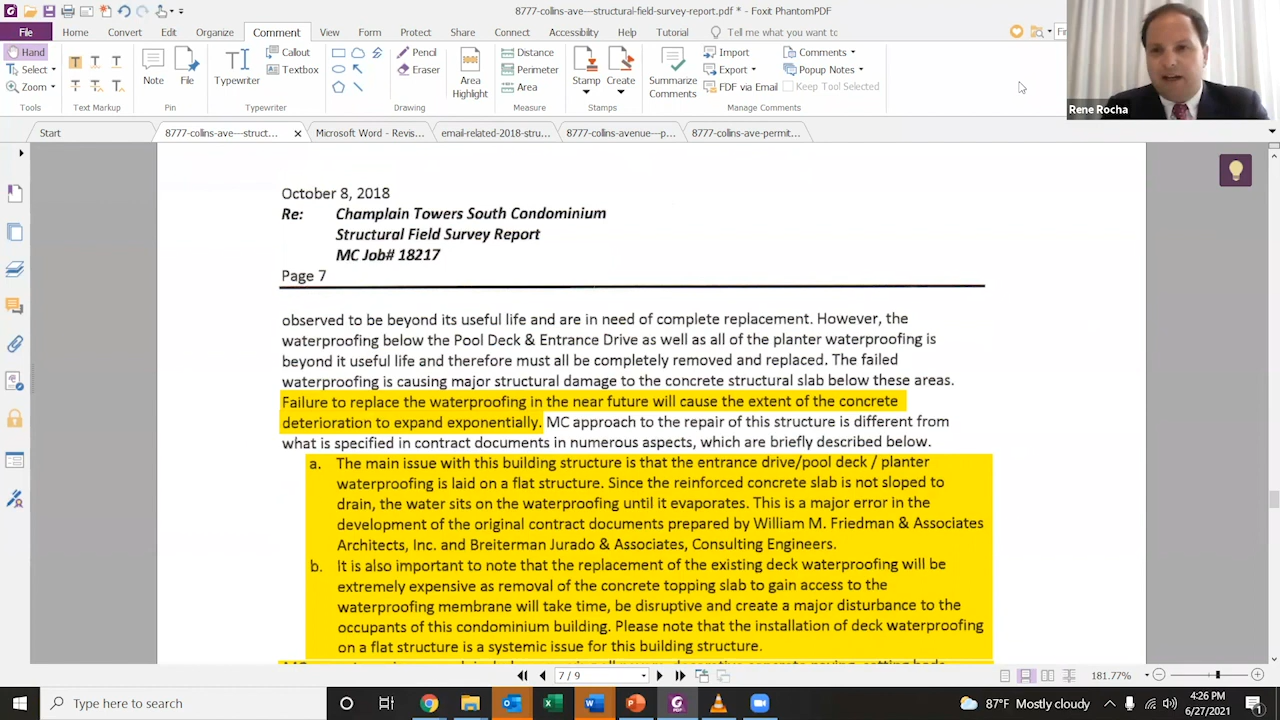 8777-collins-ave---structural-field-survey-report.pdf * - Foxit PhantomPDF
File Home Convert Edit Organize Comment View Form Protect Share Connect Accessibility Help Tutorial Tell me what you want to
Hand
Select
Zoom
Tools
Text Markup
Note
File
Pin
Typewriter
Callout
Textbox
Typewriter
Pencil
Eraser
Drawing
Area
Highlight
Distance
Perimeter
Area
Measure
Stamp
Create
Stamps
Summarize
Comments
Import
Export
FDF via Email
Comments
Popup Notes
Keep Tool Selected
Manage Comments
Rene Rocha
Start 8777-collins-ave---struct... Microsoft Word - Revis... email-related-2018-stru... 8777-collins-avenue---p... 8777-collins-ave-permit...
October 8, 2018
Re: Champlain Towers South Condominium
Structural Field Survey Report
MC Job# 18217
Page 7
observed to be beyond its useful life and are in need of complete replacement. However, the
waterproofing below the Pool Deck & Entrance Drive as well as all of the planter waterproofing is
beyond it useful life and therefore must all be completely removed and replaced. The failed
waterproofing is causing major structural damage to the concrete structural slab below these areas.
Failure to replace the waterproofing in the near future will cause the extent of the concrete
deterioration to expand exponentially. MC approach to the repair of this structure is different from
what is specified in contract documents in numerous aspects, which are briefly described below.
a. The main issue with this building structure is that the entrance drive/pool deck / planter
waterproofing is laid on a flat structure. Since the reinforced concrete slab is not sloped to
drain, the water sits on the waterproofing until it evaporates. This is a major error in the
development of the original contract documents prepared by William M. Friedman & Associates
Architects, Inc. and Breiterman Jurado & Associates, Consulting Engineers.
b. It is also important to note that the replacement of the existing deck waterproofing will be
extremely expensive as removal of the concrete topping slab to gain access to the
waterproofing membrane will take time, be disruptive and create a major disturbance to the
occupants of this condominium building. Please note that the installation of deck waterproofing
on a flat structure is a systemic issue for this building structure.
7 / 9
181.77%
Type here to search
87°F Mostly cloudy
4:26 PM
6/27/2021